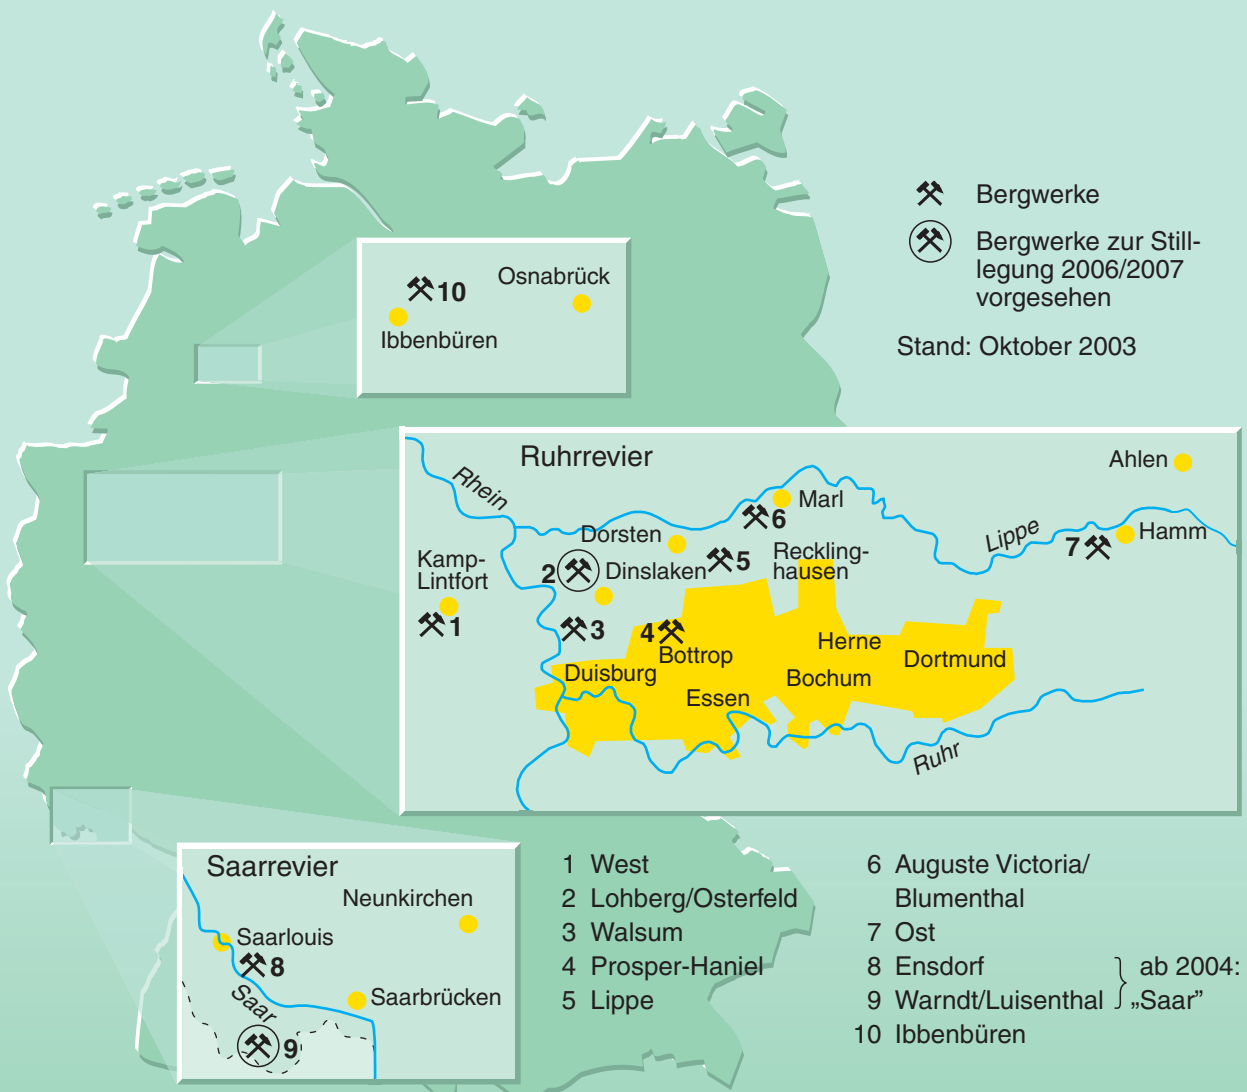 Bergwerke
Bergwerke zur Still-
legung 2006/2007
vorgesehen
Stand: Oktober 2003
10
Osnabrück
Ibbenbüren
Ruhrrevier
Ahlen
Rhein
Marl
6
Dorsten
Lippe
Hamm
7
Kamp-
Lintfort
2
Dinslaken
5
Reckling-
hausen
1
3
4
Bottrop
Herne
Dortmund
Duisburg
Bochum
Essen
Ruhr
Saarrevier
Neunkirchen
Saarlouis
8
Saar
Saarbrücken
9
1 West
2 Lohberg/Osterfeld
3 Walsum
4 Prosper-Haniel
5 Lippe
6 Auguste Victoria/
Blumenthal
7 Ost
8 Ensdorf
9 Warndt/Luisenthal
ab 2004:
„Saar”
10 Ibbenbüren